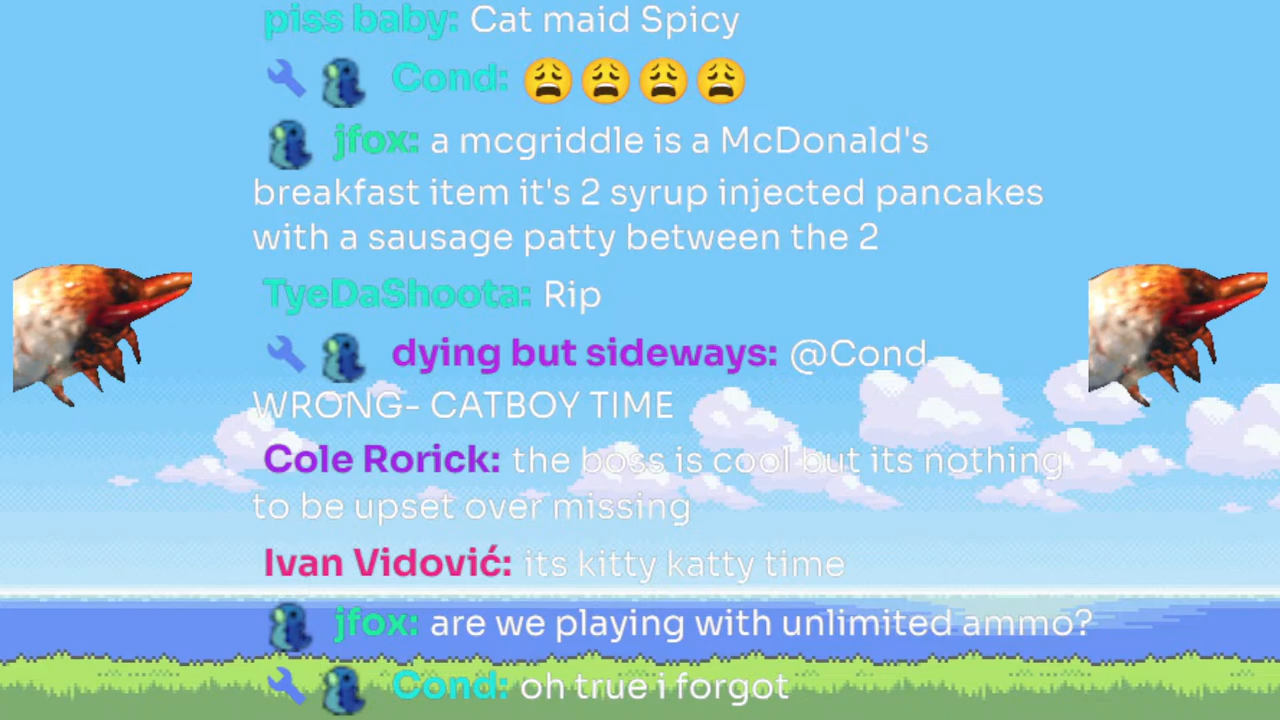 piss baby: Cat maid Spicy
Cond: 😩😩😩😩
jfox: a mcgriddle is a McDonald's
breakfast item it's 2 syrup injected pancakes
with a sausage patty between the 2
TyeDaShoota: Rip
dying but sideways: @Cond
WRONG- CATBOY TIME
Cole Rorick: the boss is cool but its nothing
to be upset over missing
Ivan Vidović: its kitty katty time
jfox: are we playing with unlimited ammo?
Cond: oh true i forgot